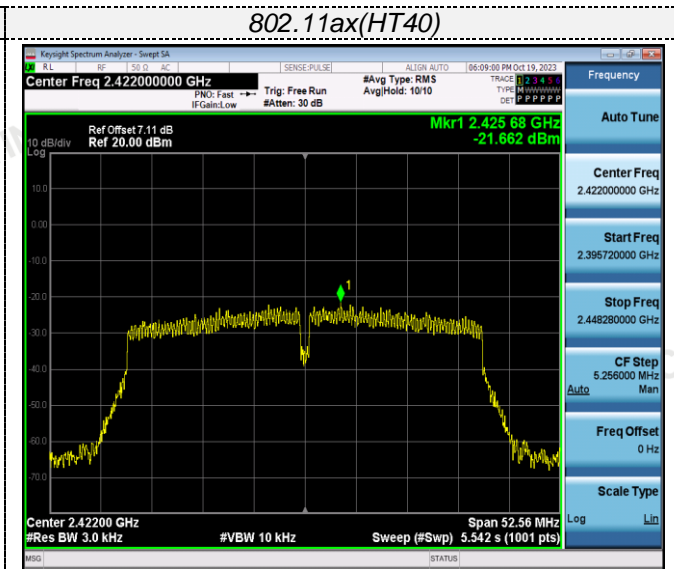 802.11ax(HT40)
Keysight Spectrum Analyzer - Swept SA
RL RF 50 Ω AC SENSE:PULSE ALIGN AUTO 06:09:00 PM Oct 19, 2023
Center Freq 2.422000000 GHz #Avg Type: RMS TRACE 1 2 3 4 5 6 Frequency
PNO: Fast Trig: Free Run Avg|Hold: 10/10 TYPE M WWWWW
IFGain:Low #Atten: 30 dB DET P P P P P P
Auto Tune
Mkr1 2.425 68 GHz
Ref Offset 7.11 dB
10 dB/div Ref 20.00 dBm -21.662 dBm
Log
Center Freq
2.422000000 GHz
10.0
0.00
Start Freq
2.395720000 GHz
-10.0
1
-20.0
Stop Freq
2.448280000 GHz
-30.0
CF Step
5.256000 MHz
Auto Man
-40.0
-50.0
Freq Offset
0 Hz
-60.0
-70.0
Scale Type
Log Lin
Center 2.42200 GHz Span 52.56 MHz
#Res BW 3.0 kHz #VBW 10 kHz Sweep (#Swp) 5.542 s (1001 pts)
MSG STATUS